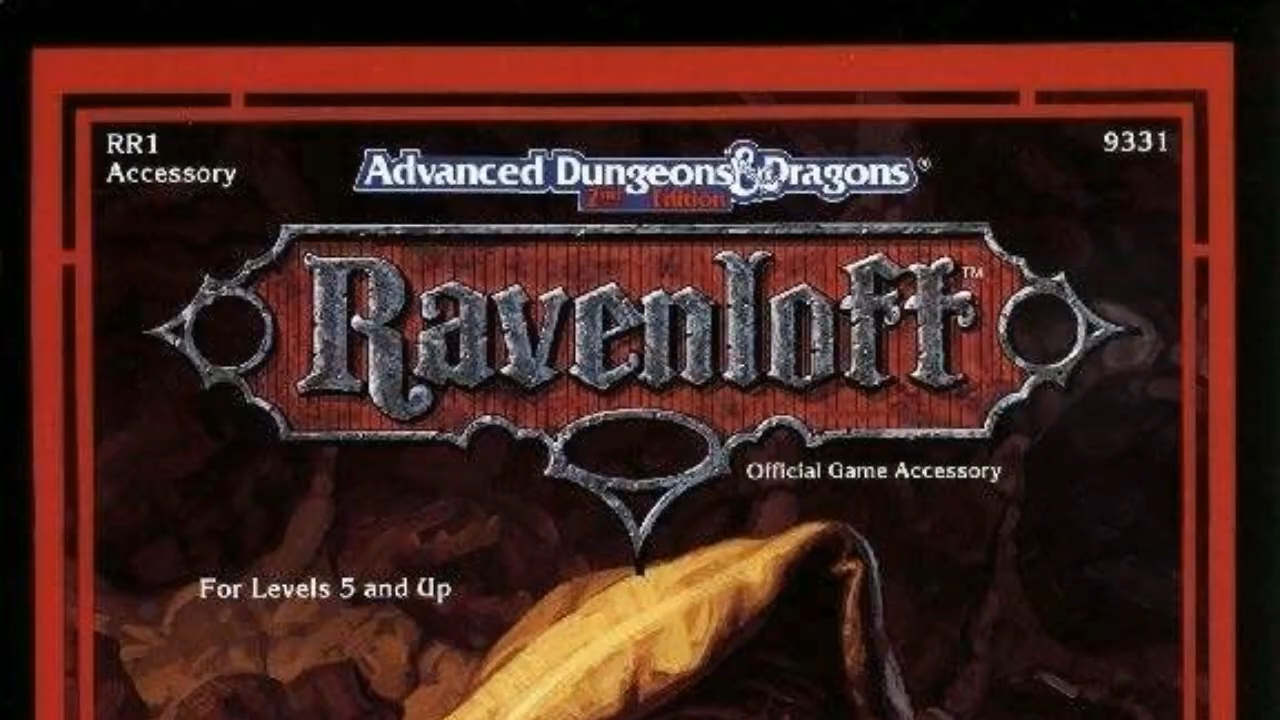 RR1
Accessory
9331
Advanced Dungeons & Dragons®
2nd Edition
Ravenloft™
Official Game Accessory
For Levels 5 and Up